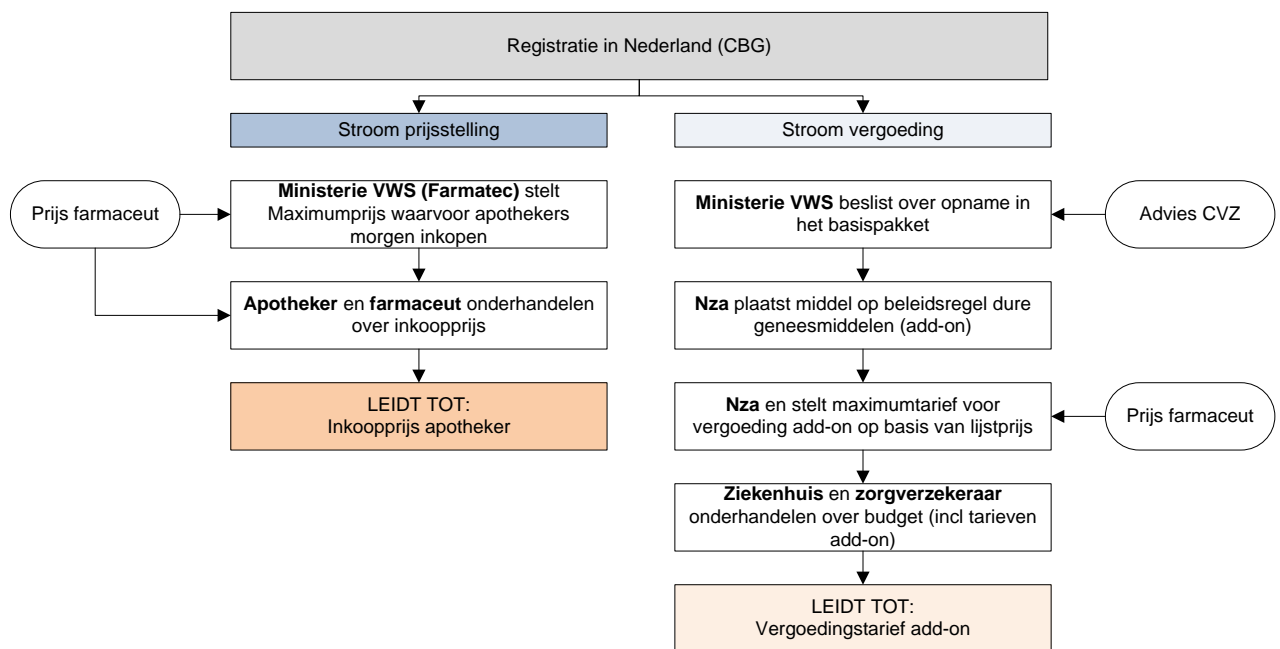 Registratie in Nederland (CBG)
Stroom prijsstelling
Stroom vergoeding
Prijs farmaceut
Ministerie VWS (Farmatec) stelt
Maximumprijs waarvoor apothekers
morgen inkopen
Ministerie VWS beslist over opname in
het basispakket
Advies CVZ
Apotheker en farmaceut onderhandelen
over inkoopprijs
Nza plaatst middel op beleidsregel dure
geneesmiddelen (add-on)
LEIDT TOT:
Inkoopprijs apotheker
Nza en stelt maximumtarief voor
vergoeding add-on op basis van lijstprijs
Prijs farmaceut
Ziekenhuis en zorgverzekeraar
onderhandelen over budget (incl tarieven
add-on)
LEIDT TOT:
Vergoedingstarief add-on